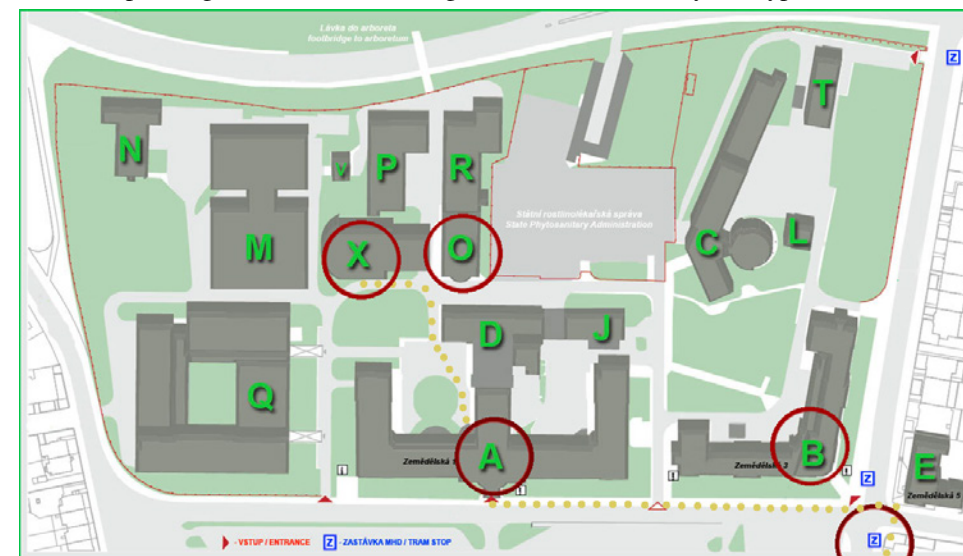 Lávka do arboreta
footbridge to arboretum
Z
T
N
P
R
V
Státní rostlinolékařská správa
State Phytosanitary Administration
M
X
O
C
L
D
J
Q
A
B
E
Zemědělská 1
Zemědělská 3
Zemědělská 5
i
i
i
i
Z
Z
- VSTUP / ENTRANCE
Z - ZASTÁVKA MHD / TRAM STOP